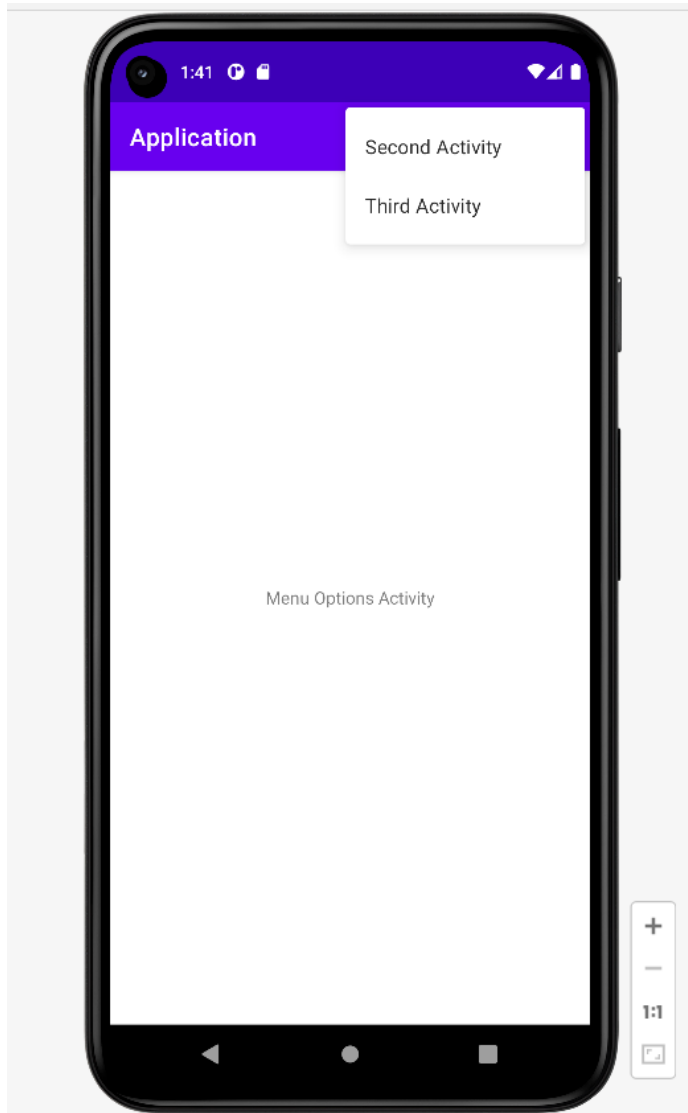 1:41
Application
Second Activity
Third Activity
Menu Options Activity
1:1